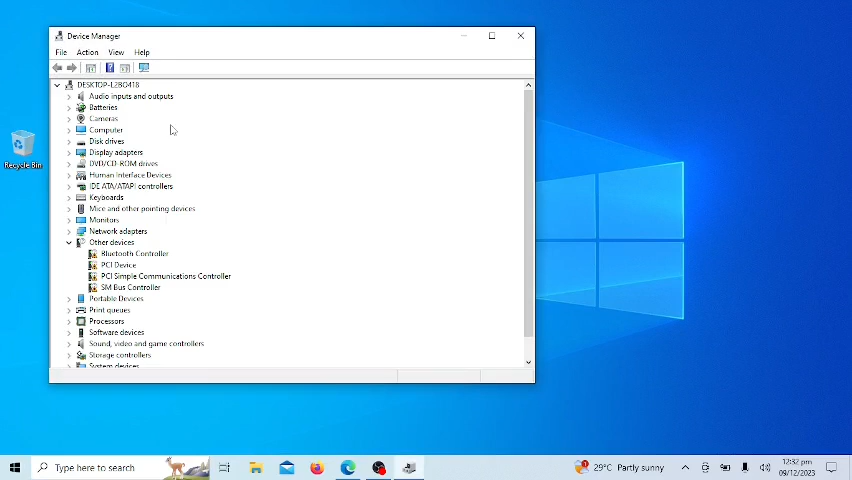 Device Manager
File Action View Help
DESKTOP-L2BO418
Audio inputs and outputs
Batteries
Cameras
Computer
Disk drives
Display adapters
DVD/CD-ROM drives
Human Interface Devices
IDE ATA/ATAPI controllers
Keyboards
Mice and other pointing devices
Monitors
Network adapters
Other devices
Bluetooth Controller
PCI Device
PCI Simple Communications Controller
SM Bus Controller
Portable Devices
Print queues
Processors
Software devices
Sound, video and game controllers
Storage controllers
System devices
Recycle Bin
Type here to search
29°C Partly sunny
12:32 pm
09/12/2023